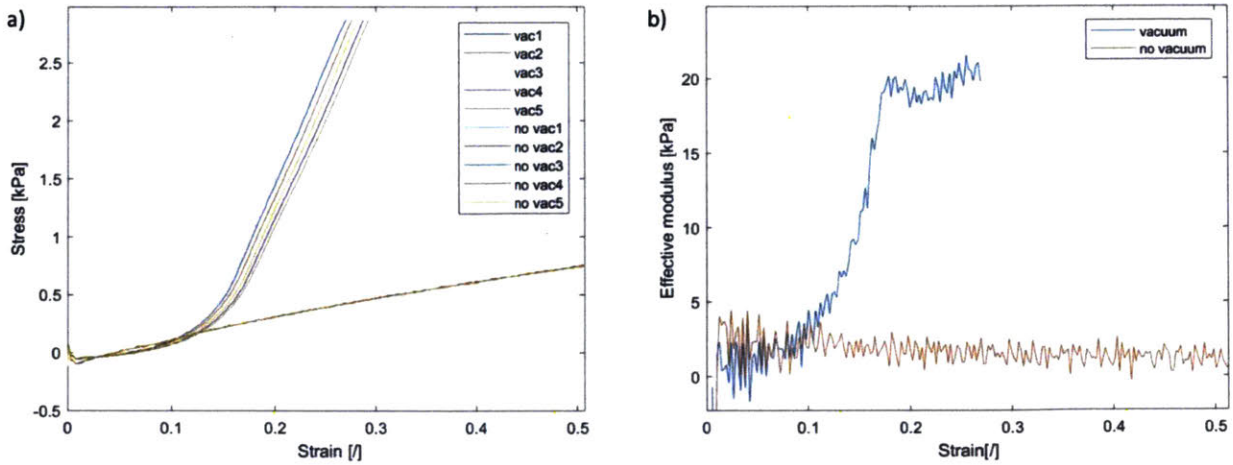 a)
Stress [kPa]
2.5
2
1.5
1
0.5
0
-0.5
0
0.1
0.2
0.3
0.4
0.5
Strain [/]
vac1
vac2
vac3
vac4
vac5
no vac1
no vac2
no vac3
no vac4
no vac5
b)
Effective modulus [kPa]
20
15
10
5
0
0
0.1
0.2
0.3
0.4
0.5
Strain[/]
vacuum
no vacuum